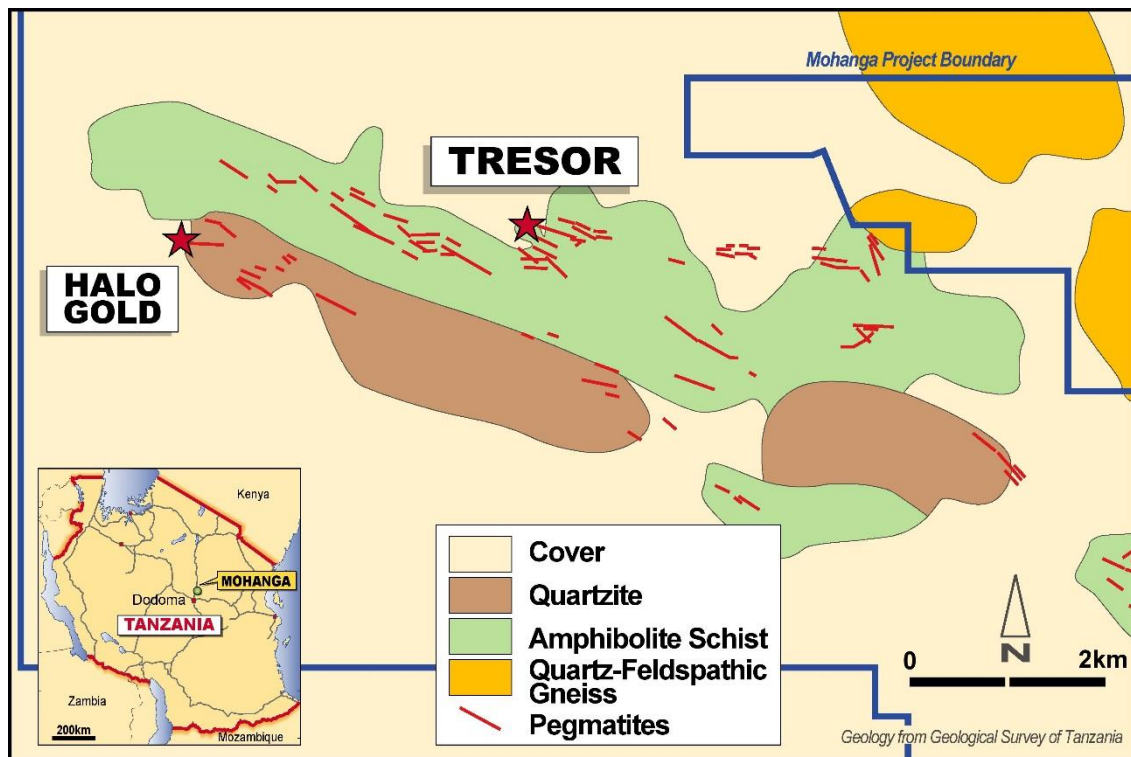 Mohanga Project Boundary
TRESOR
HALO
GOLD
Kenya
MOHANGA
Dodoma
TANZANIA
Zambia
200km
Mozambique
Cover
Quartzite
Amphibolite Schist
Quartz-Feldspathic
Gneiss
Pegmatites
N
0 2km
Geology from Geological Survey of Tanzania